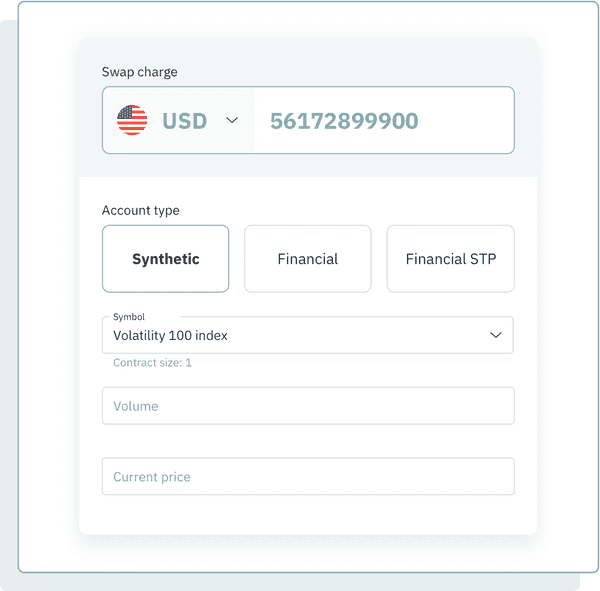 Swap charge
USD 56172899900
Account type
Synthetic Financial Financial STP
Symbol
Volatility 100 index
Contract size: 1
Volume
Current price